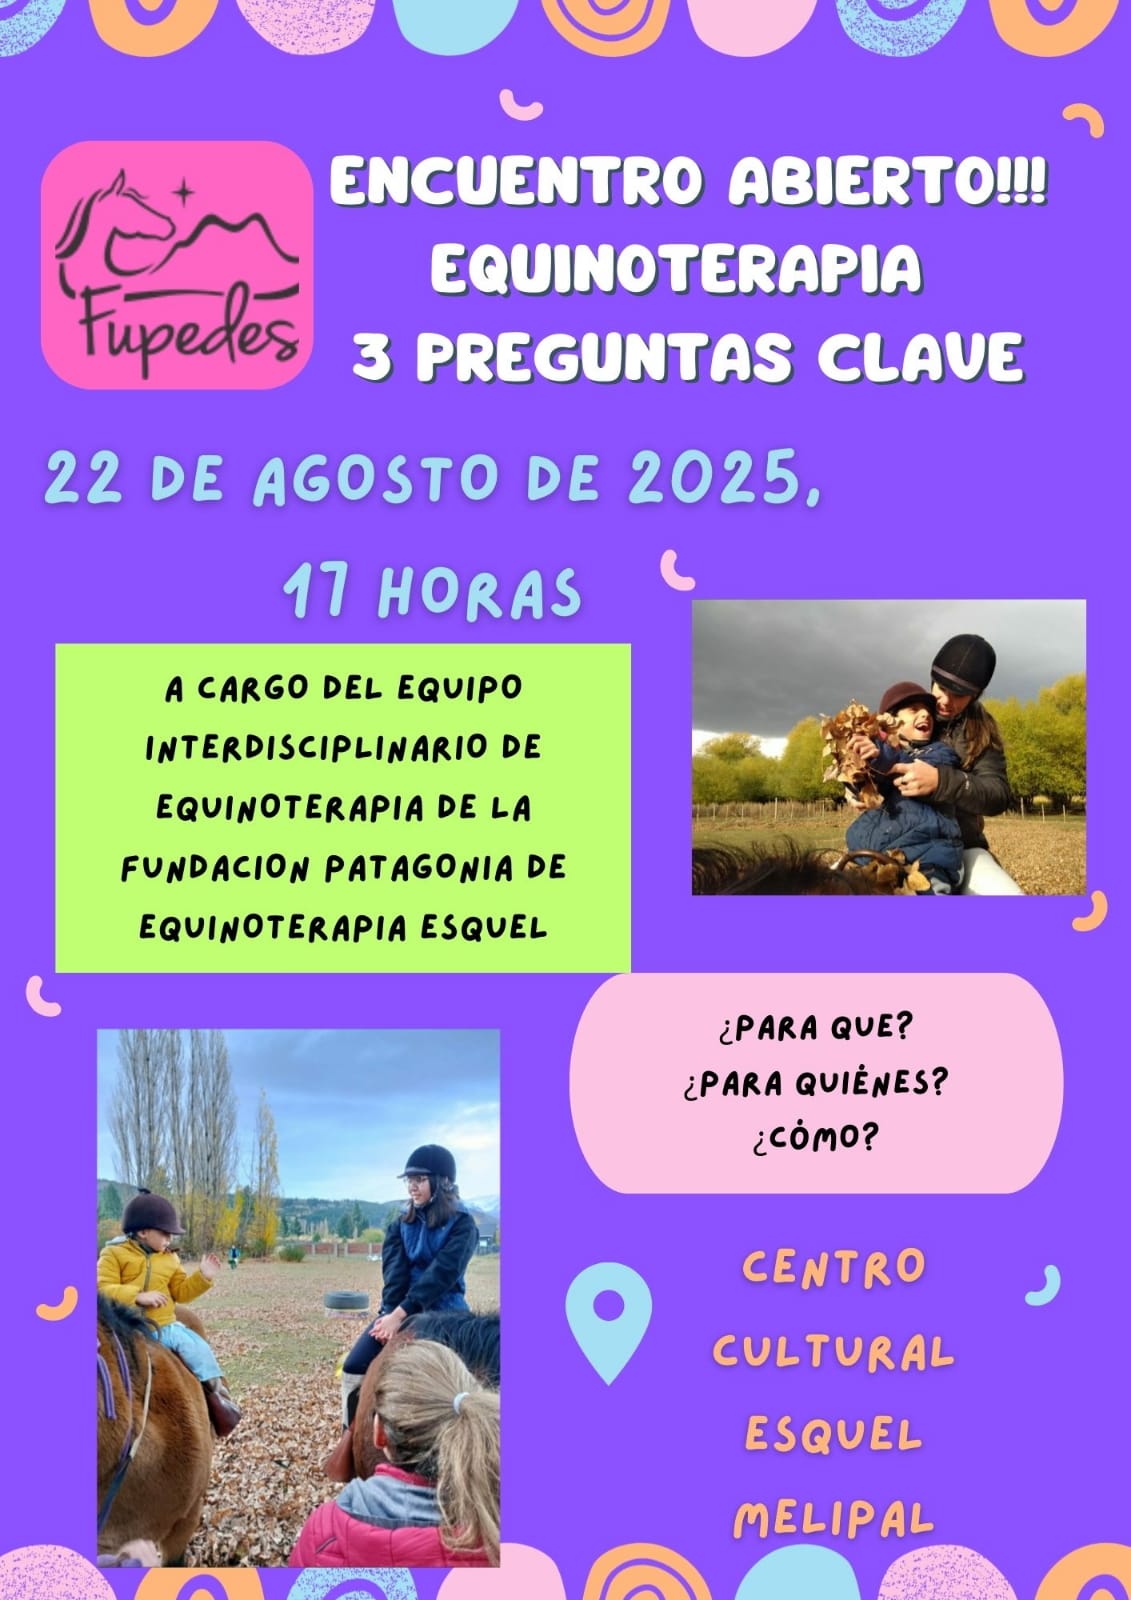 Fupedes
ENCUENTRO ABIERTO!!!
EQUINOTERAPIA
3 PREGUNTAS CLAVE
22 DE AGOSTO DE 2025,
17 HORAS
A CARGO DEL EQUIPO
INTERDISCIPLINARIO DE
EQUINOTERAPIA DE LA
FUNDACION PATAGONIA DE
EQUINOTERAPIA ESQUEL
¿PARA QUE?
¿PARA QUIÉNES?
¿CÓMO?
CENTRO
CULTURAL
ESQUEL
MELIPAL